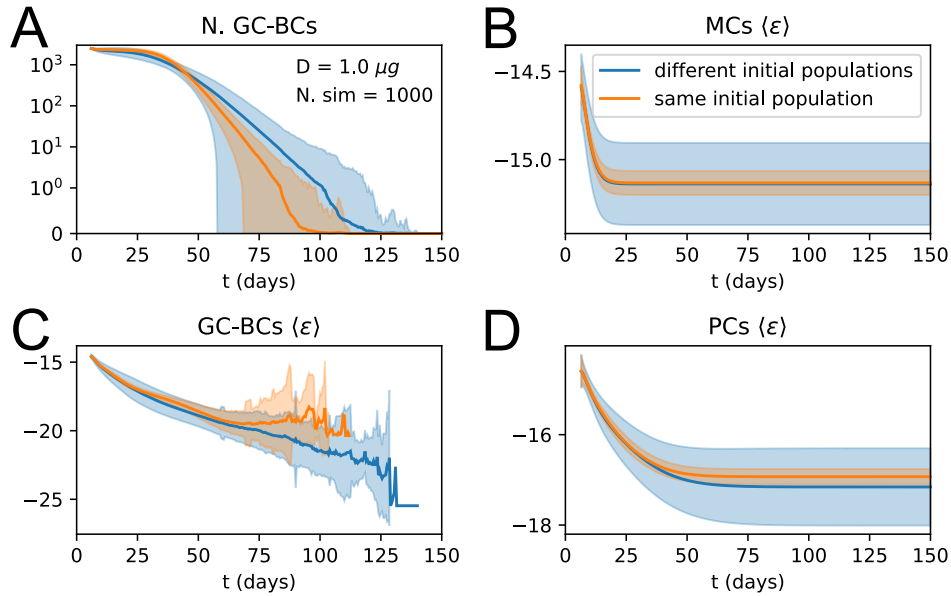 A
N. GC-BCs
D = 1.0 μg
N. sim = 1000
10³
10²
10¹
10⁰
0
0 25 50 75 100 125 150
t (days)
B
MCs ⟨ε⟩
different initial populations
same initial population
−14.5
−15.0
0 25 50 75 100 125 150
t (days)
C
GC-BCs ⟨ε⟩
−15
−20
−25
0 25 50 75 100 125 150
t (days)
D
PCs ⟨ε⟩
−16
−18
0 25 50 75 100 125 150
t (days)